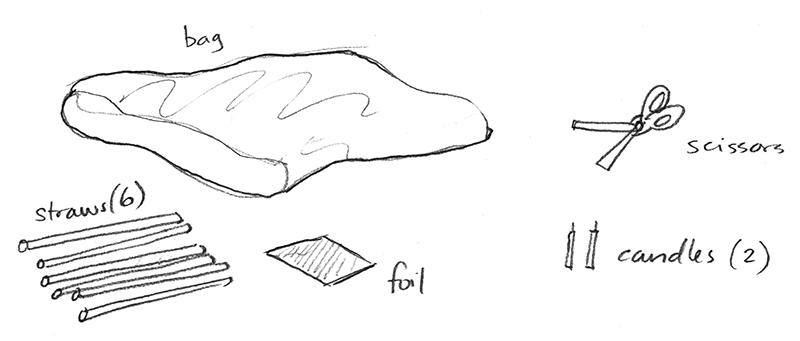 bag
scissors
straws(6)
foil
candles (2)